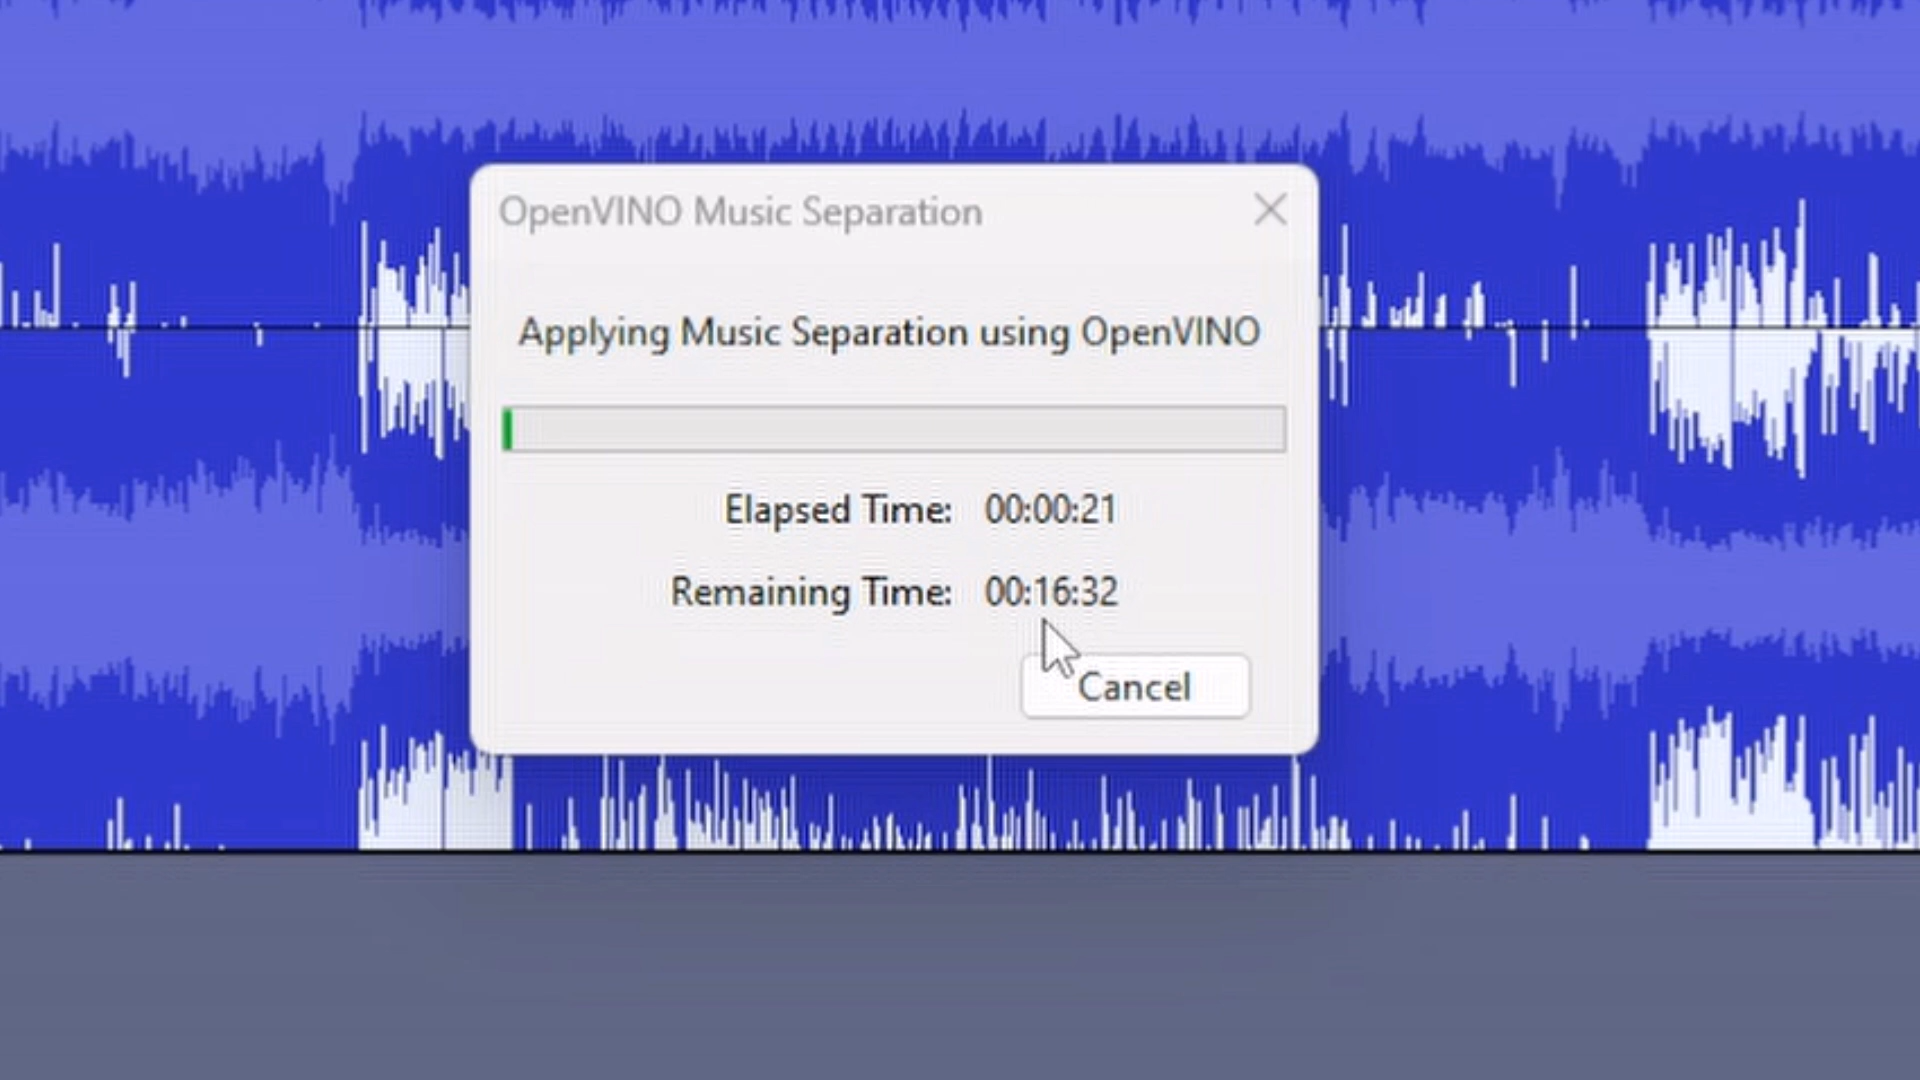 OpenVINO Music Separation
Applying Music Separation using OpenVINO
Elapsed Time: 00:00:21
Remaining Time: 00:16:32
Cancel